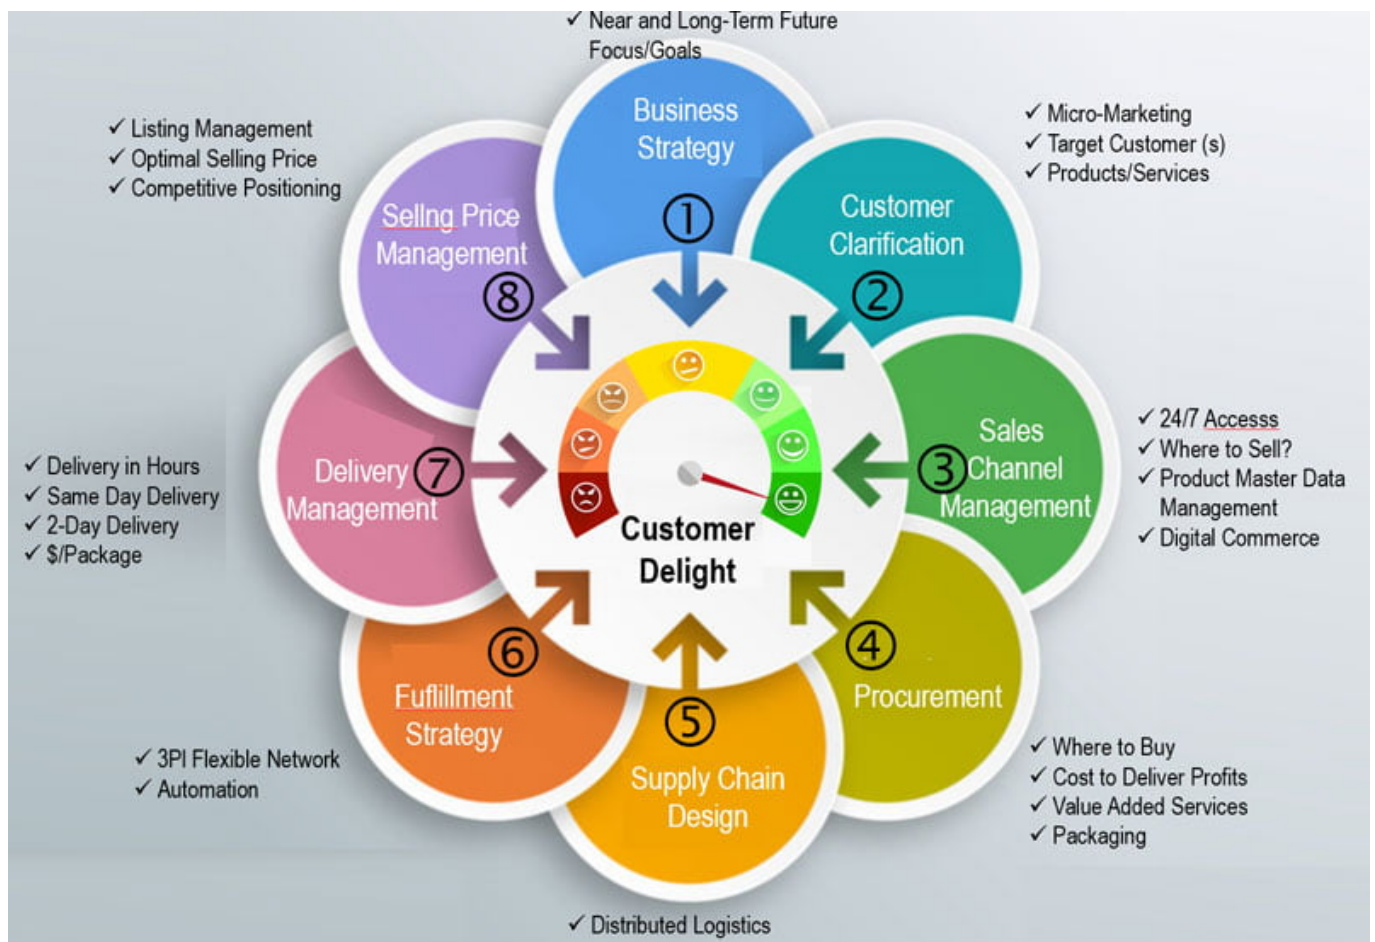 ✓ Near and Long-Term Future
Focus/Goals
Business
Strategy
①
✓ Micro-Marketing
✓ Target Customer (s)
✓ Products/Services
Customer
Clarification
②
✓ 24/7 Accesss
✓ Where to Sell?
✓ Product Master Data
Management
✓ Digital Commerce
Sales
Channel
Management
③
✓ Where to Buy
✓ Cost to Deliver Profits
✓ Value Added Services
✓ Packaging
④
Procurement
⑤
Supply Chain
Design
✓ Distributed Logistics
⑥
Fuflillment
Strategy
✓ 3PI Flexible Network
✓ Automation
Delivery
Management
⑦
✓ Delivery in Hours
✓ Same Day Delivery
✓ 2-Day Delivery
✓ $/Package
✓ Listing Management
✓ Optimal Selling Price
✓ Competitive Positioning
Sellng Price
Management
⑧
Customer
Delight